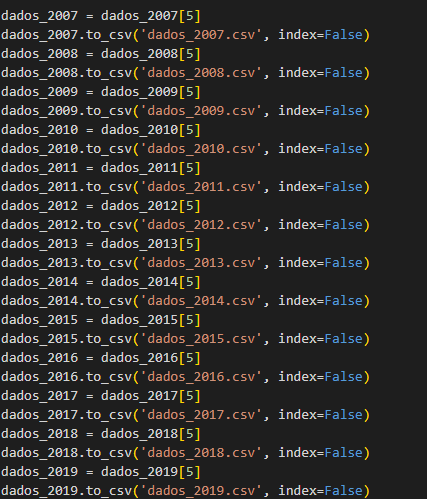 dados_2007 = dados_2007[5]
dados_2007.to_csv('dados_2007.csv', index=False)
dados_2008 = dados_2008[5]
dados_2008.to_csv('dados_2008.csv', index=False)
dados_2009 = dados_2009[5]
dados_2009.to_csv('dados_2009.csv', index=False)
dados_2010 = dados_2010[5]
dados_2010.to_csv('dados_2010.csv', index=False)
dados_2011 = dados_2011[5]
dados_2011.to_csv('dados_2011.csv', index=False)
dados_2012 = dados_2012[5]
dados_2012.to_csv('dados_2012.csv', index=False)
dados_2013 = dados_2013[5]
dados_2013.to_csv('dados_2013.csv', index=False)
dados_2014 = dados_2014[5]
dados_2014.to_csv('dados_2014.csv', index=False)
dados_2015 = dados_2015[5]
dados_2015.to_csv('dados_2015.csv', index=False)
dados_2016 = dados_2016[5]
dados_2016.to_csv('dados_2016.csv', index=False)
dados_2017 = dados_2017[5]
dados_2017.to_csv('dados_2017.csv', index=False)
dados_2018 = dados_2018[5]
dados_2018.to_csv('dados_2018.csv', index=False)
dados_2019 = dados_2019[5]
dados_2019.to_csv('dados_2019.csv', index=False)